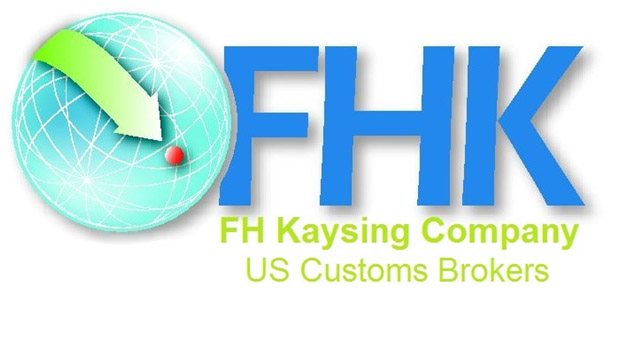 FHK
FH Kaysing Company
US Customs Brokers